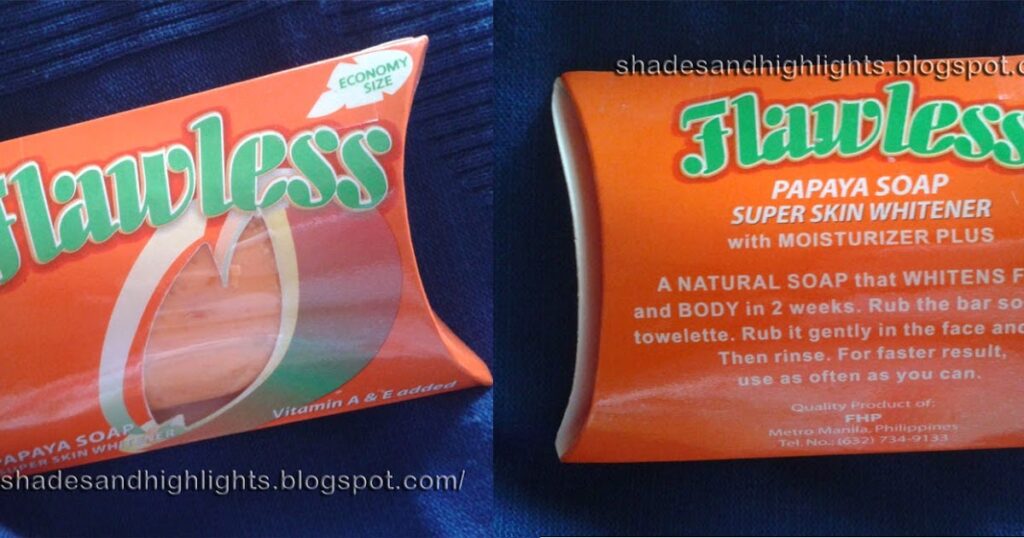 ECONOMY
SIZE
Flawless
Vitamin A & E added
PAPAYA SOAP
SUPER SKIN WHITENER
shadesandhighlights.blogspot.com/
shadesandhighlights.blogspot.c
Flawless
PAPAYA SOAP
SUPER SKIN WHITENER
with MOISTURIZER PLUS
A NATURAL SOAP that WHITENS F
and BODY in 2 weeks. Rub the bar so
towelette. Rub it gently in the face and
Then rinse. For faster result,
use as often as you can.
Quality Product of:
FHP
Metro Manila, Philippines
Tel. No.: (632) 734-9133